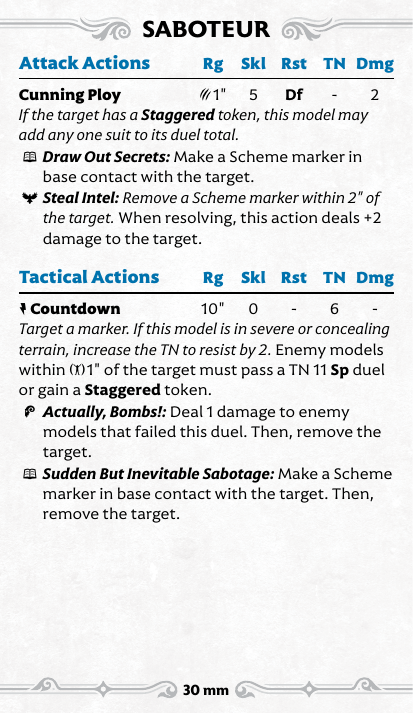 SABOTEUR
Attack Actions Rg Skl Rst TN Dmg
Cunning Ploy 1" 5 Df - 2
If the target has a Staggered token, this model may
add any one suit to its duel total.
Draw Out Secrets: Make a Scheme marker in
base contact with the target.
Steal Intel: Remove a Scheme marker within 2" of
the target. When resolving, this action deals +2
damage to the target.
Tactical Actions Rg Skl Rst TN Dmg
Countdown 10" 0 - 6 -
Target a marker. If this model is in severe or concealing
terrain, increase the TN to resist by 2. Enemy models
within 1" of the target must pass a TN 11 Sp duel
or gain a Staggered token.
Actually, Bombs!: Deal 1 damage to enemy
models that failed this duel. Then, remove the
target.
Sudden But Inevitable Sabotage: Make a Scheme
marker in base contact with the target. Then,
remove the target.
30 mm